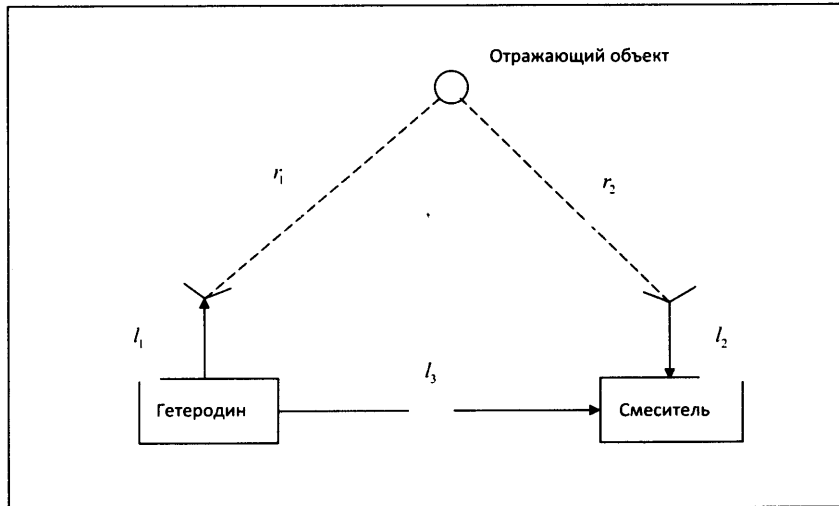 Отражающий объект
r₁
r₂
l₁
l₂
l₃
Гетеродин
Смеситель